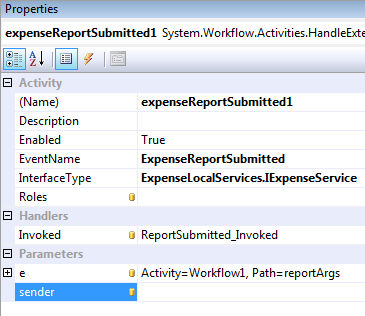 Properties
expenseReportSubmitted1 System.Workflow.Activities.HandleExte
Activity
(Name) expenseReportSubmitted1
Description
Enabled True
EventName ExpenseReportSubmitted
InterfaceType ExpenseLocalServices.IExpenseService
Roles
Handlers
Invoked ReportSubmitted_Invoked
Parameters
e Activity=Workflow1, Path=reportArgs
sender